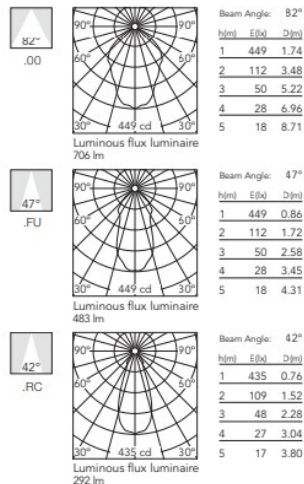 82°
.00
90° 90°
60° 60°
30° 449 cd 30°
Luminous flux luminaire
706 lm
Beam Angle: 82°
h(m) E(lx) D(m)
1 449 1.74
2 112 3.48
3 50 5.22
4 28 6.96
5 18 8.71
47°
.FU
90° 90°
60° 60°
30° 449 cd 30°
Luminous flux luminaire
483 lm
Beam Angle: 47°
h(m) E(lx) D(m)
1 449 0.86
2 112 1.72
3 50 2.58
4 28 3.45
5 18 4.31
42°
.RC
90° 90°
60° 60°
30° 435 cd 30°
Luminous flux luminaire
292 lm
Beam Angle: 42°
h(m) E(lx) D(m)
1 435 0.76
2 109 1.52
3 48 2.28
4 27 3.04
5 17 3.80